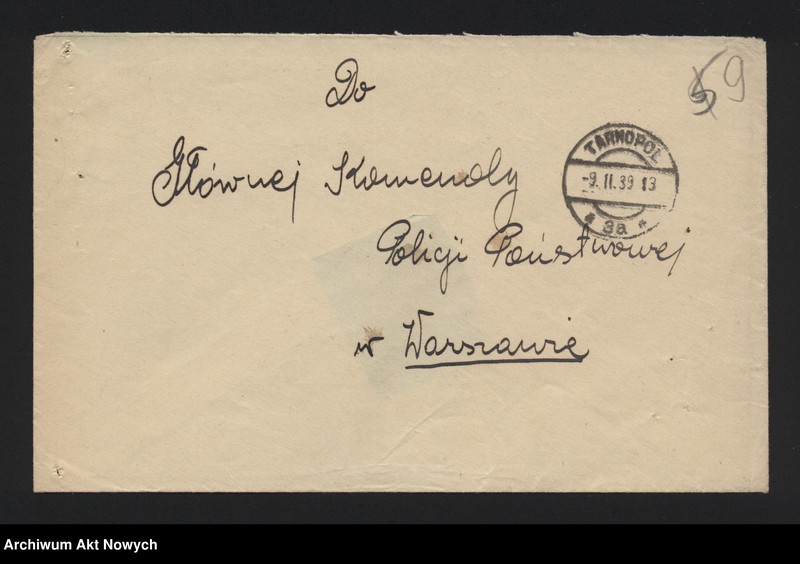 Do
59
Głównej Komendy
Policji Państwowej
w Warszawie
TARNOPOL
-9.II.39 13
* 3a *
Archiwum Akt Nowych